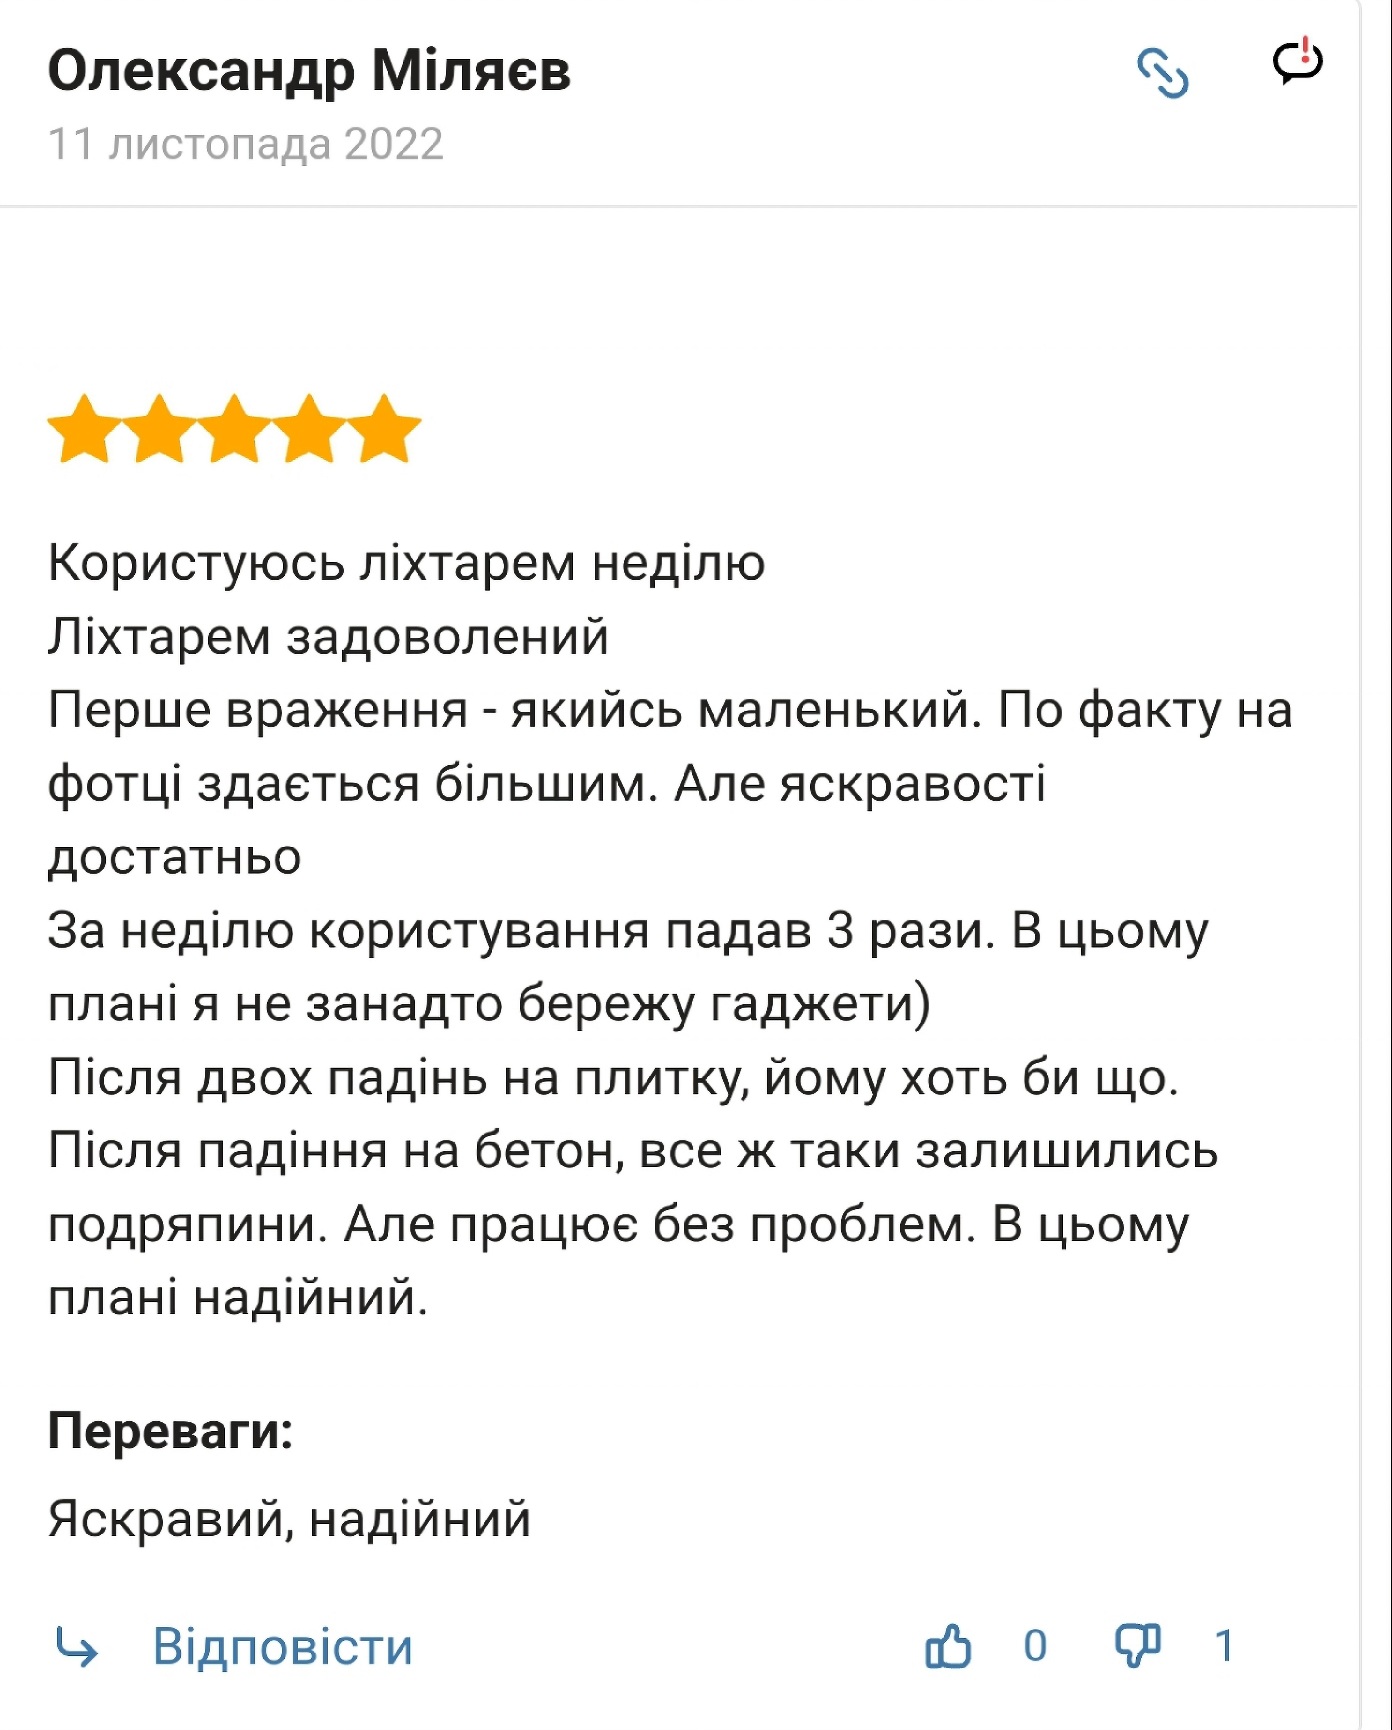 Олександр Міляєв
11 листопада 2022
Користуюсь ліхтарем неділю
Ліхтарем задоволений
Перше враження - якийсь маленький. По факту на
фотці здається більшим. Але яскравості
достатньо
За неділю користування падав 3 рази. В цьому
плані я не занадто бережу гаджети)
Після двох падінь на плитку, йому хоть би що.
Після падіння на бетон, все ж таки залишились
подряпини. Але працює без проблем. В цьому
плані надійний.
Переваги:
Яскравий, надійний
Відповісти 0 1